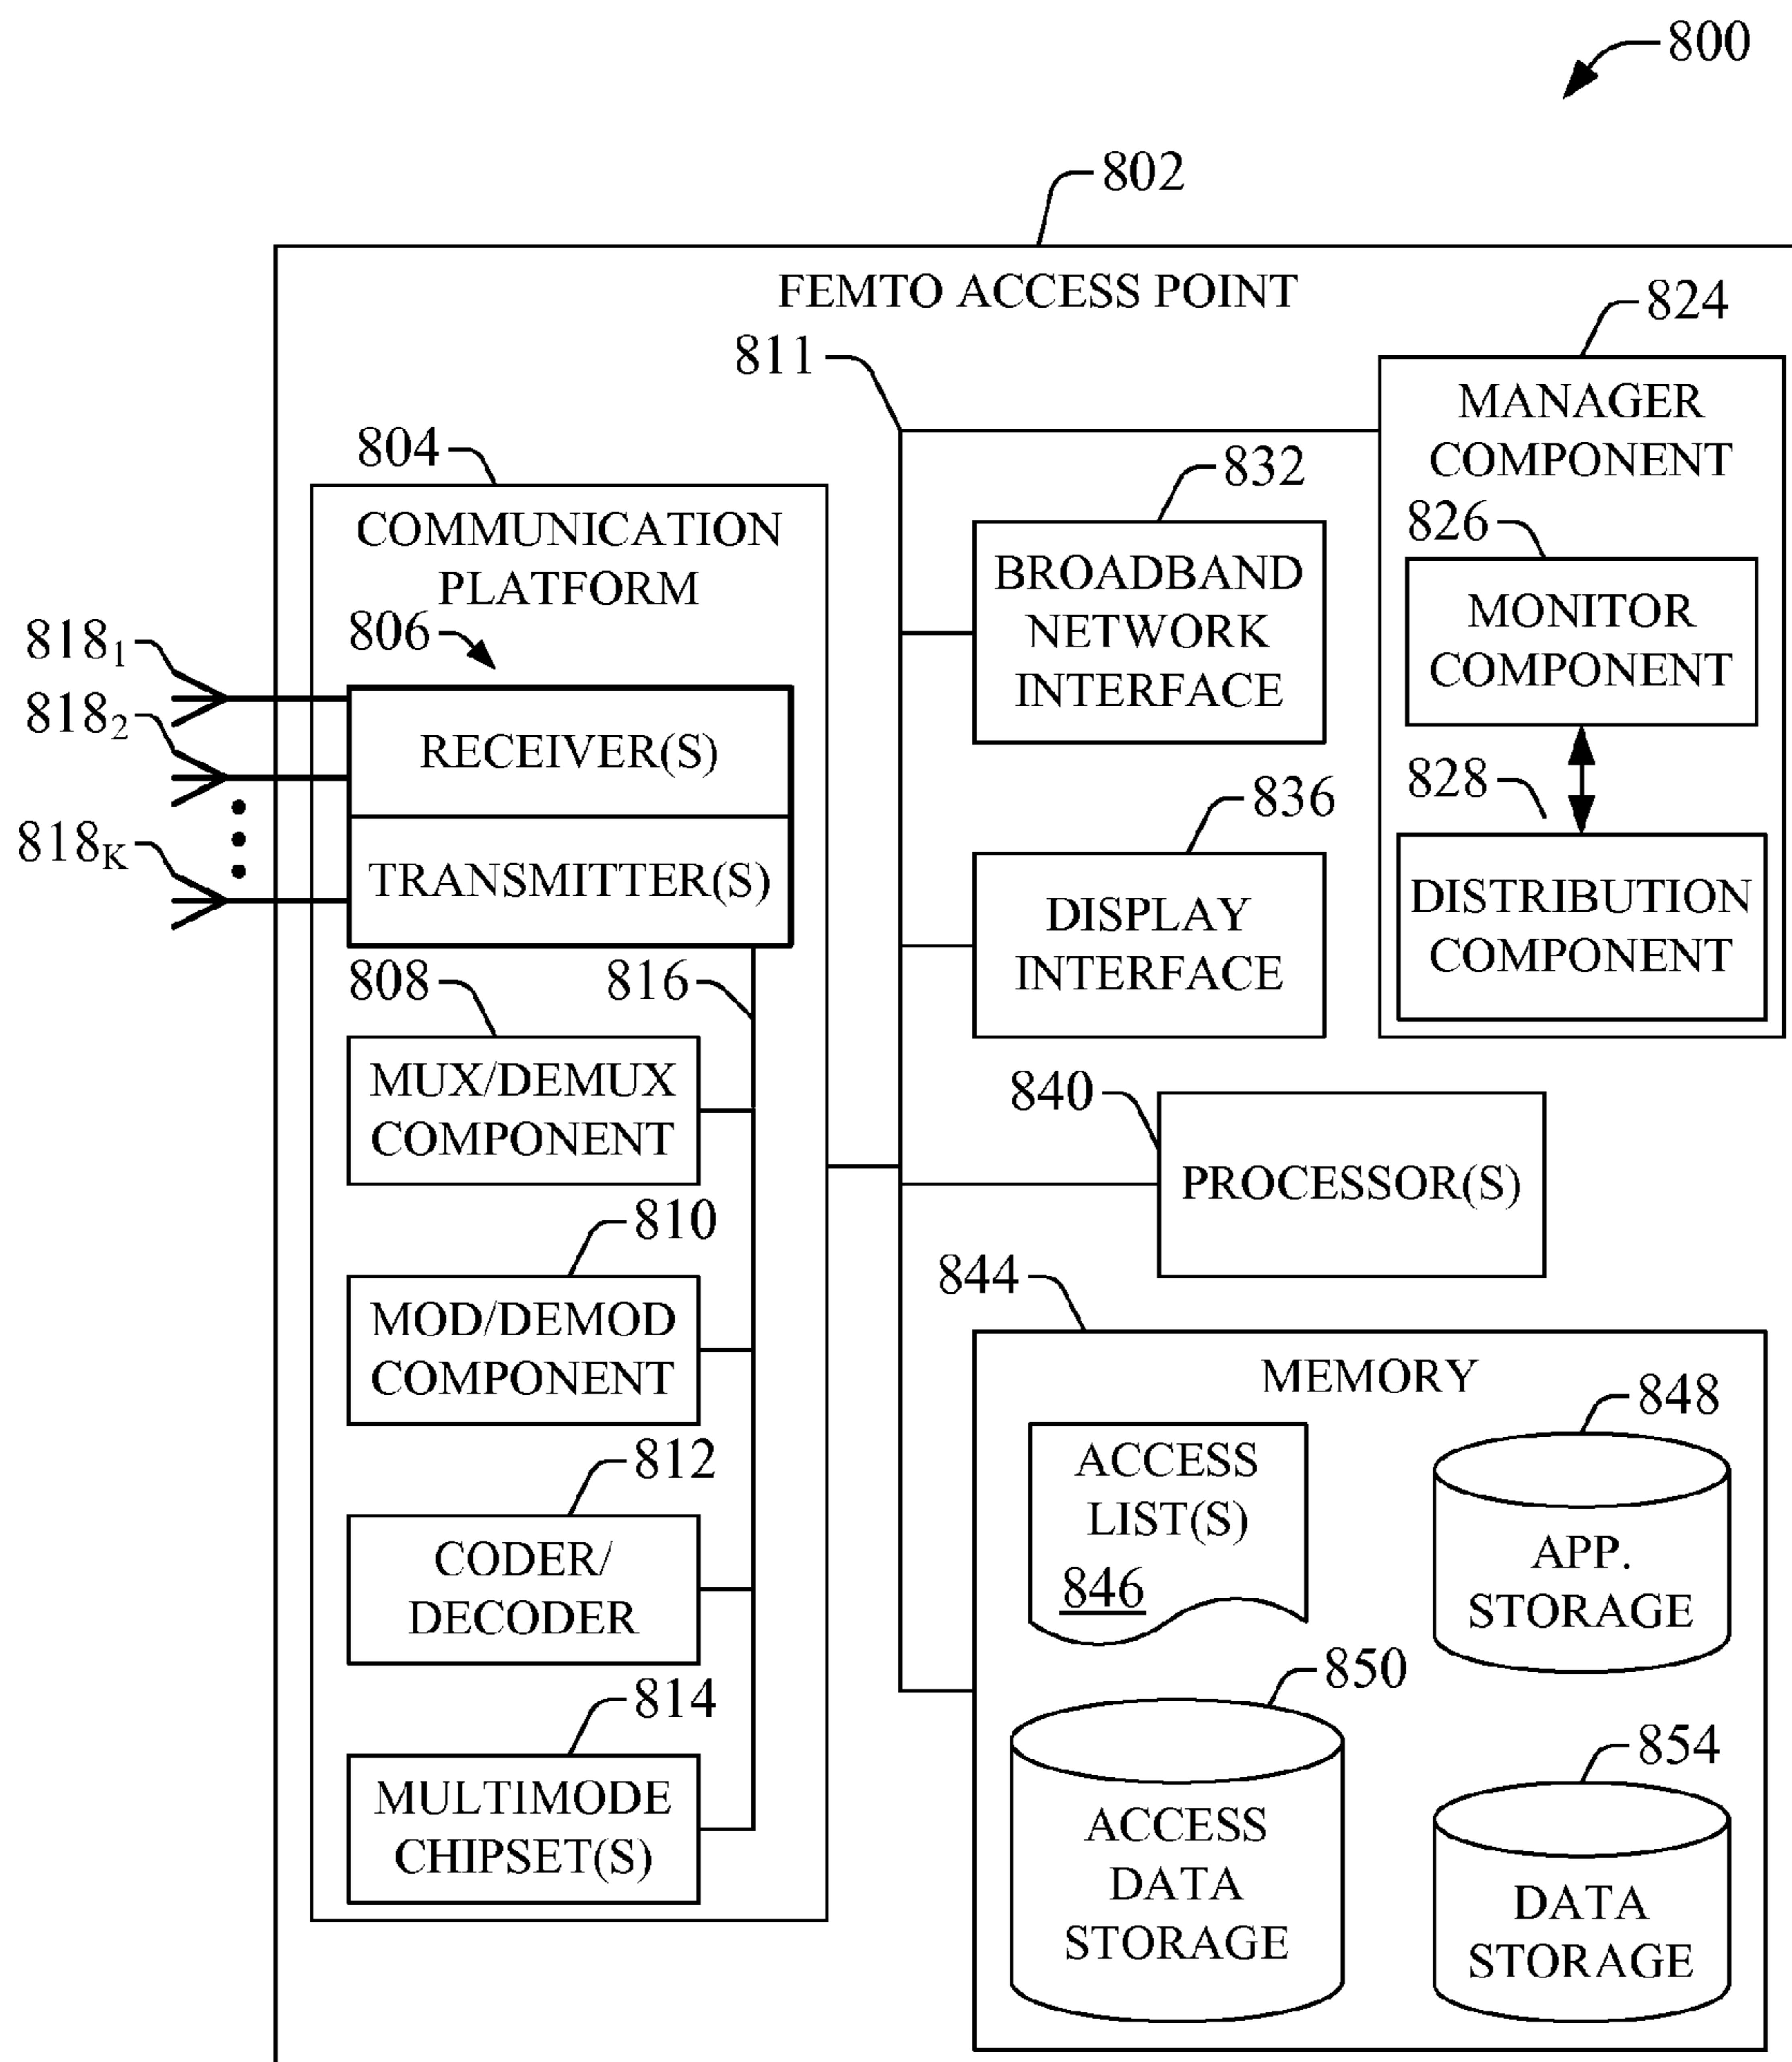 800
802
FEMTO ACCESS POINT
811
824
MANAGER
COMPONENT
826
MONITOR
COMPONENT
828
DISTRIBUTION
COMPONENT
804
COMMUNICATION
PLATFORM
806
818₁
818₂
818ₖ
RECEIVER(S)
TRANSMITTER(S)
808
816
MUX/DEMUX
COMPONENT
810
MOD/DEMOD
COMPONENT
812
CODER/
DECODER
814
MULTIMODE
CHIPSET(S)
832
BROADBAND
NETWORK
INTERFACE
836
DISPLAY
INTERFACE
840
PROCESSOR(S)
844
MEMORY
ACCESS
LIST(S)
846
848
APP.
STORAGE
850
ACCESS
DATA
STORAGE
854
DATA
STORAGE